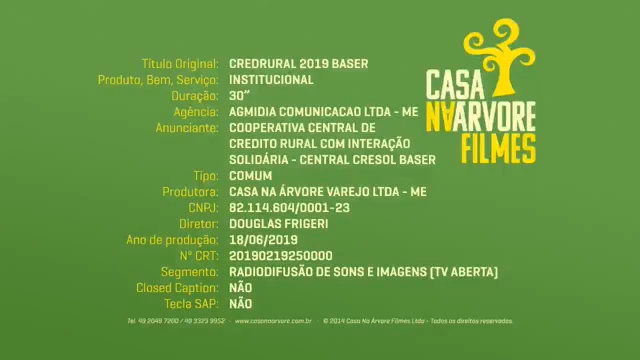 Título Original: CREDRURAL 2019 BASER
Produto, Bem, Serviço: INSTITUCIONAL
Duração: 30”
Agência: AGMIDIA COMUNICACAO LTDA - ME
Anunciante: COOPERATIVA CENTRAL DE
CREDITO RURAL COM INTERAÇÃO
SOLIDÁRIA - CENTRAL CRESOL BASER
Tipo: COMUM
Produtora: CASA NA ÁRVORE VAREJO LTDA - ME
CNPJ: 82.114.604/0001-23
Diretor: DOUGLAS FRIGERI
Ano de produção: 18/06/2019
Nº CRT: 20190219250000
Segmento: RADIODIFUSÃO DE SONS E IMAGENS (TV ABERTA)
Closed Caption: NÃO
Tecla SAP: NÃO
CASA
NA ÁRVORE
FILMES
Tel 49 2049 7200 / 49 3323 9952 · www.casanaarvore.com.br · © 2014 Casa Na Árvore Filmes Ltda - Todos os direitos reservados.